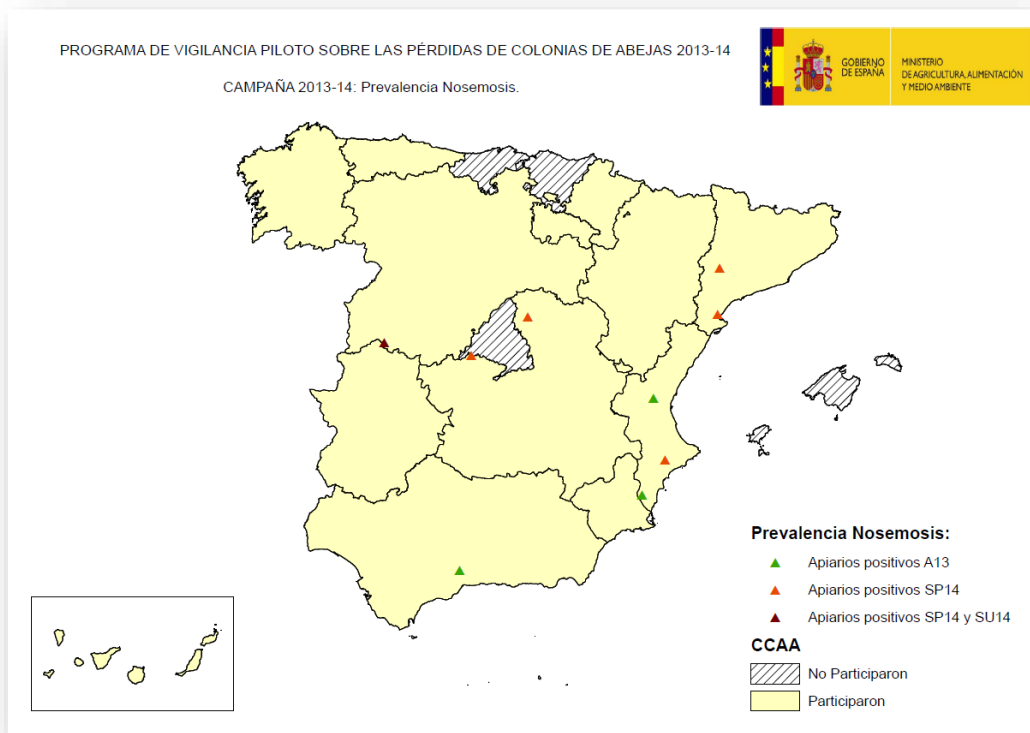 PROGRAMA DE VIGILANCIA PILOTO SOBRE LAS PÉRDIDAS DE COLONIAS DE ABEJAS 2013-14
CAMPAÑA 2013-14: Prevalencia Nosemosis.
GOBIERNO
DE ESPAÑA
MINISTERIO
DE AGRICULTURA, ALIMENTACIÓN
Y MEDIO AMBIENTE
Prevalencia Nosemosis:
Apiarios positivos A13
Apiarios positivos SP14
Apiarios positivos SP14 y SU14
CCAA
No Participaron
Participaron